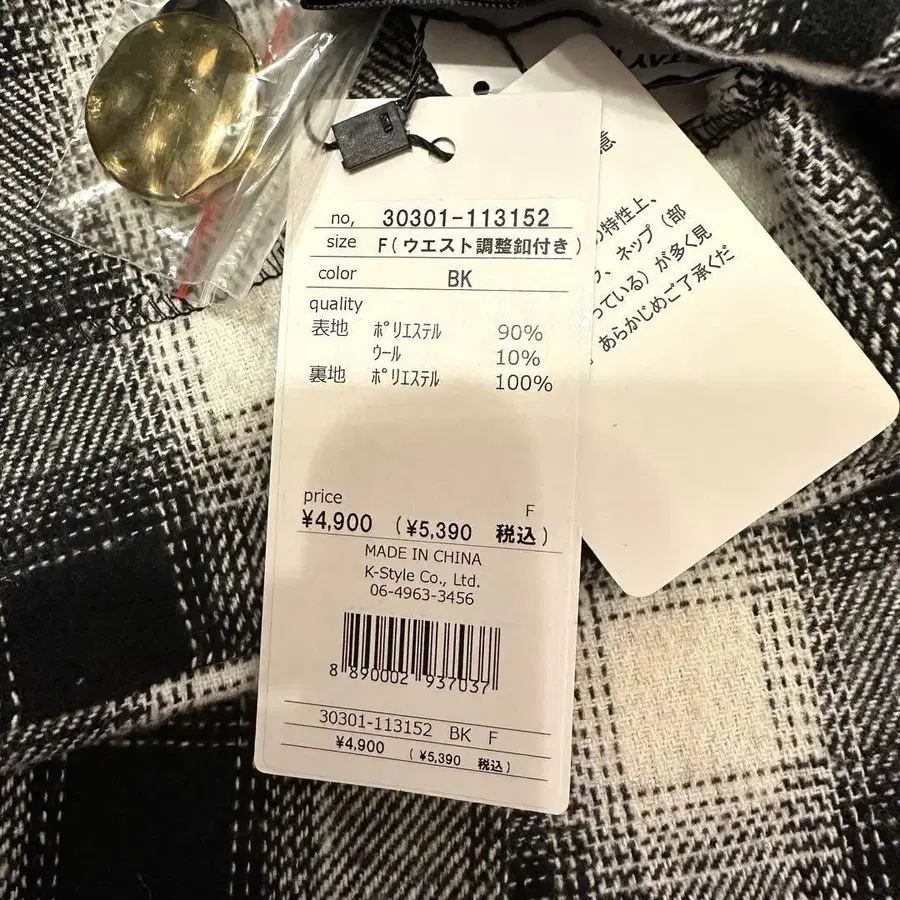 no, 30301-113152
size F(ウエスト調整釦付き)
color BK
quality
表地 ﾎﾟﾘｴｽﾃﾙ 90%
ｳｰﾙ 10%
裏地 ﾎﾟﾘｴｽﾃﾙ 100%
price F
¥4,900 (¥5,390 税込)
MADE IN CHINA
K-Style Co., Ltd.
06-4963-3456
8 890002 937037
30301-113152 BK F
¥4,900 (¥5,390 税込)
意
の特性上、
、ネップ(部
っている)が多く見
あらかじめご了承くだ